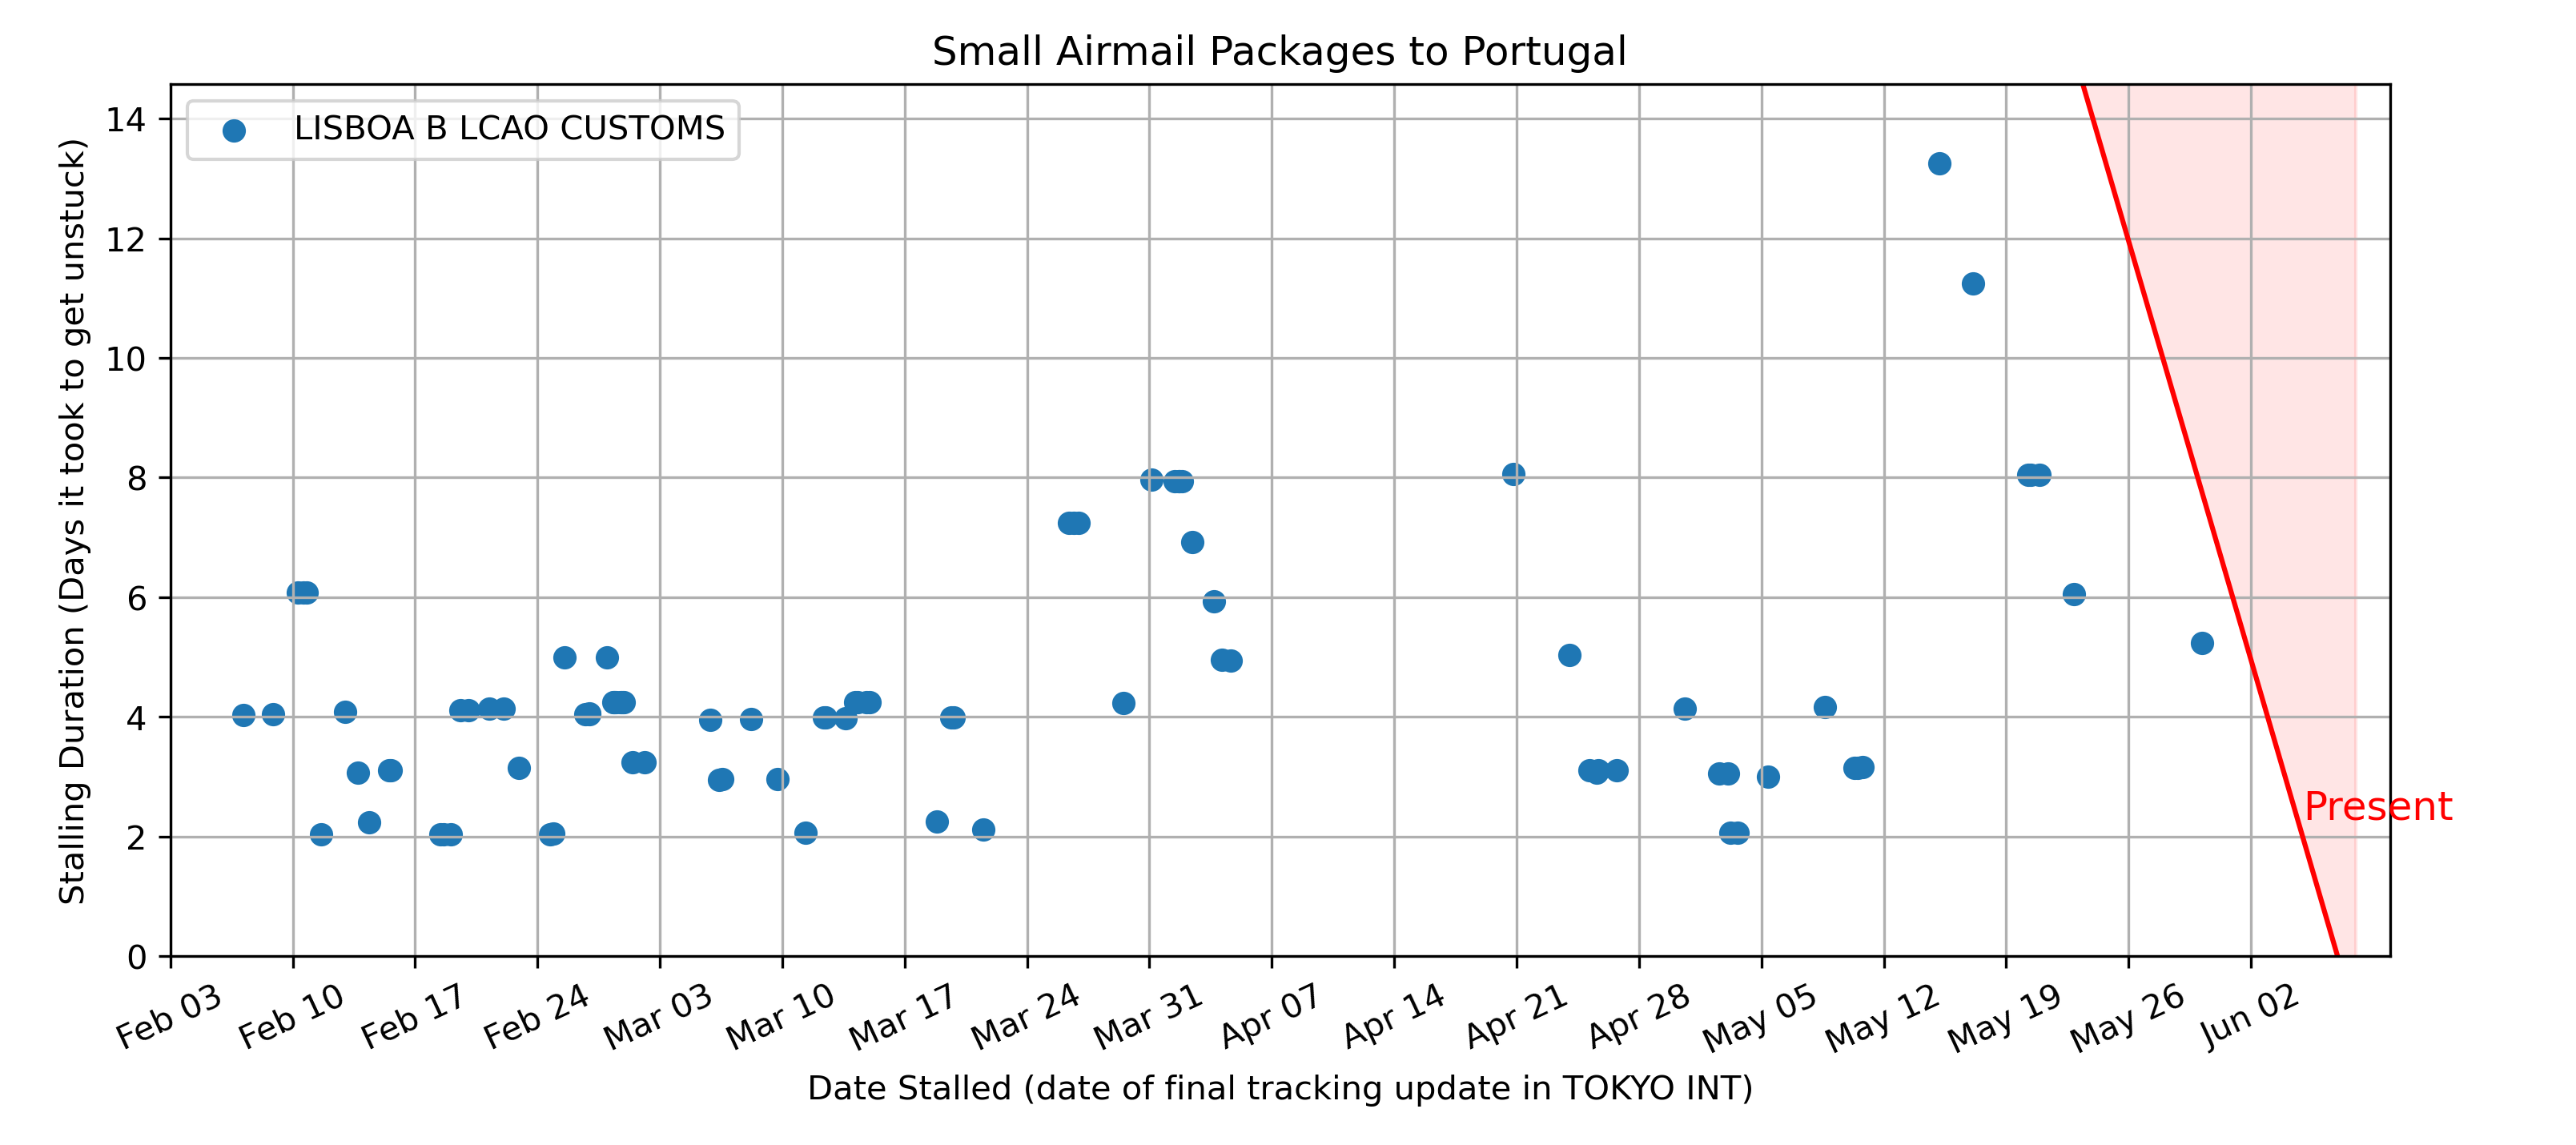 Small Airmail Packages to Portugal
LISBOA B LCAO CUSTOMS
Stalling Duration (Days it took to get unstuck)
14
12
10
8
6
4
2
0
Present
Feb 03
Feb 10
Feb 17
Feb 24
Mar 03
Mar 10
Mar 17
Mar 24
Mar 31
Apr 07
Apr 14
Apr 21
Apr 28
May 05
May 12
May 19
May 26
Jun 02
Date Stalled (date of final tracking update in TOKYO INT)